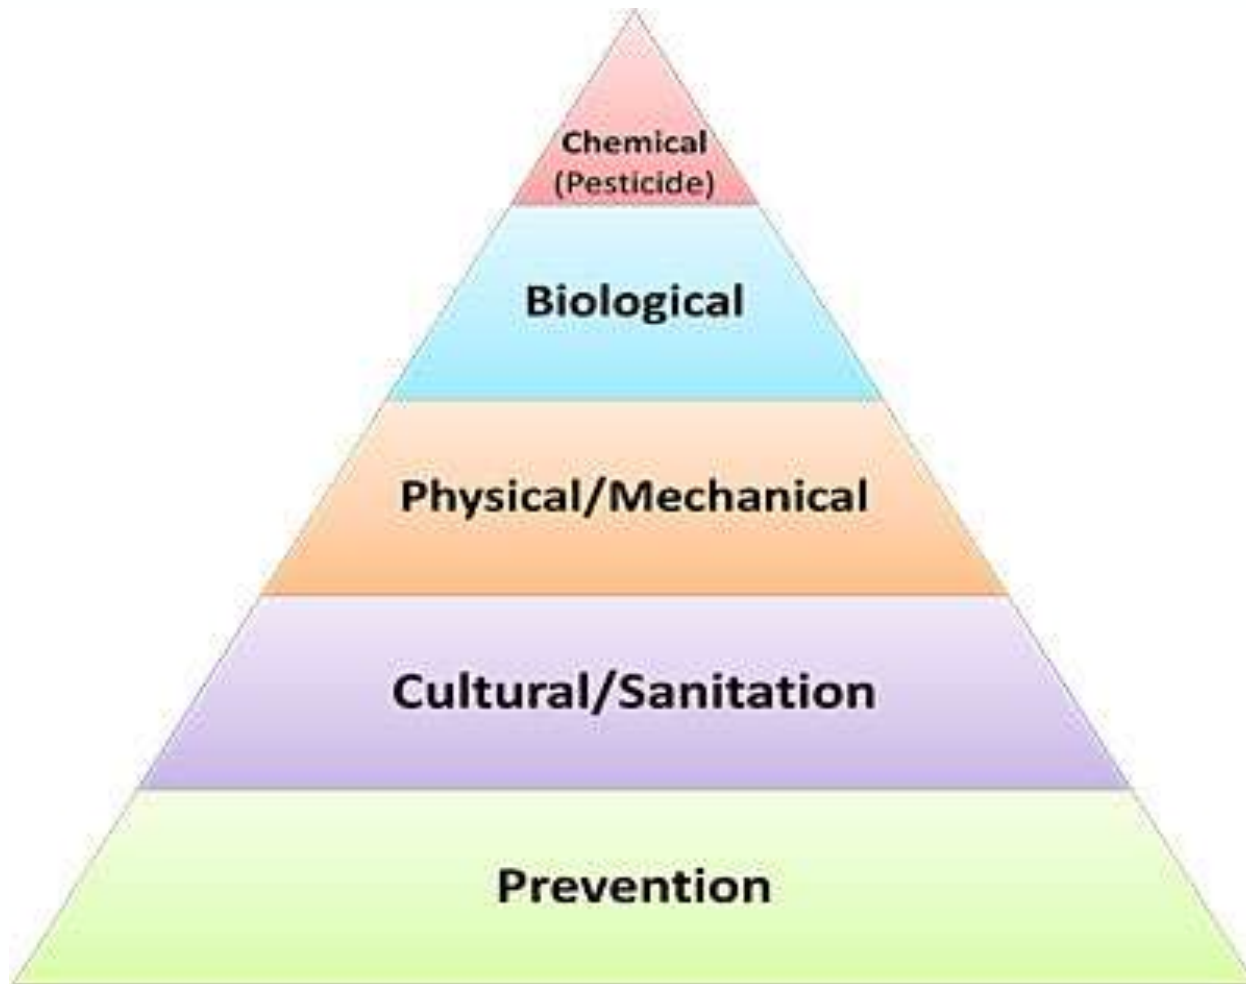 Chemical
(Pesticide)
Biological
Physical/Mechanical
Cultural/Sanitation
Prevention